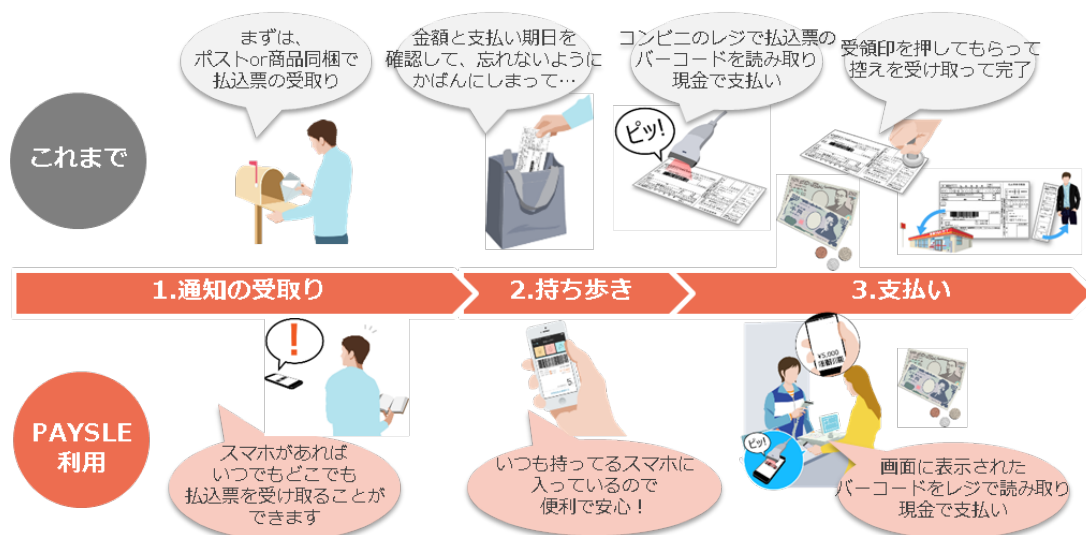 まずは、
ポストor商品同梱で
払込票の受取り
金額と支払い期日を
確認して、忘れないように
かばんにしまって…
コンビニのレジで払込票の
バーコードを読み取り
現金で支払い
受領印を押してもらって
控えを受け取って完了
これまで
ピッ!
1.通知の受取り
2.持ち歩き
3.支払い
!
¥5,000
PAYSLE
利用
ピッ!
スマホがあれば
いつでもどこでも
払込票を受け取ることが
できます
いつも持ってるスマホに
入っているので
便利で安心！
画面に表示された
バーコードをレジで読み取り
現金で支払い